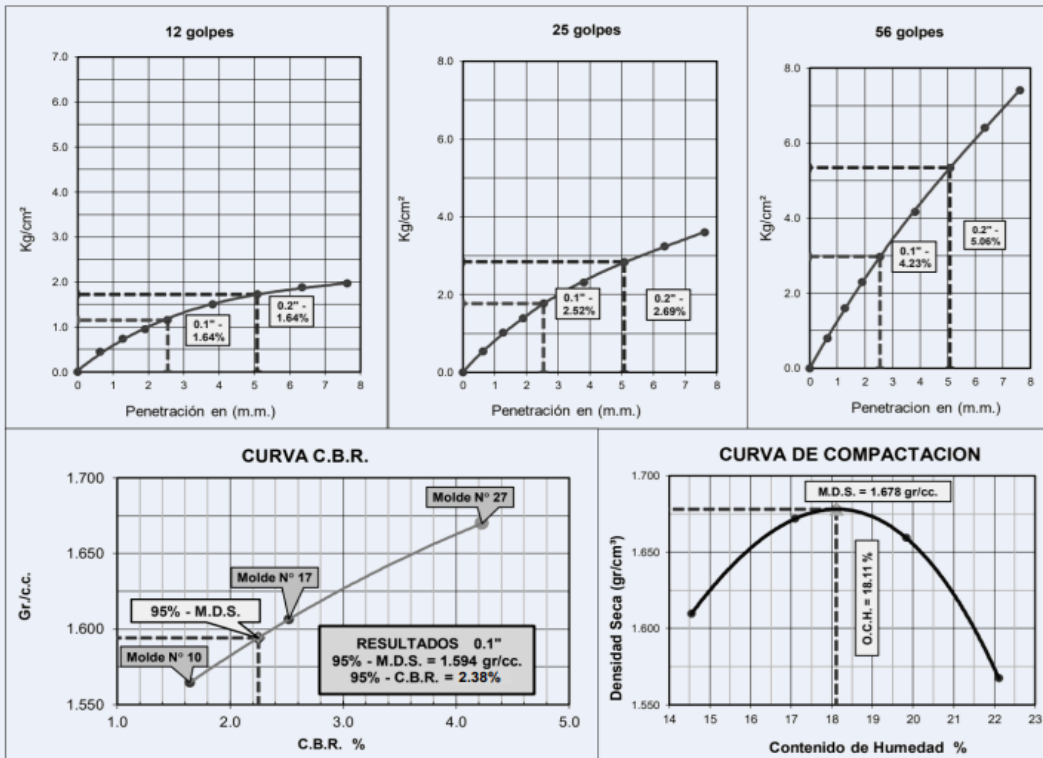 12 golpes
7.0
6.0
5.0
4.0
3.0
2.0
1.0
0.0
Kg/cm²
0.1" -
1.64%
0.2" -
1.64%
0 1 2 3 4 5 6 7 8
Penetración en (m.m.)
25 golpes
8.0
6.0
4.0
2.0
0.0
Kg/cm²
0.1" -
2.52%
0.2" -
2.69%
0 1 2 3 4 5 6 7 8
Penetración en (m.m.)
56 golpes
8.0
6.0
4.0
2.0
0.0
Kg/cm²
0.1" -
4.23%
0.2" -
5.06%
0 1 2 3 4 5 6 7 8
Penetracion en (m.m.)
CURVA C.B.R.
1.700
1.650
1.600
1.550
Gr./c.c.
Molde N° 27
Molde N° 17
95% - M.D.S.
Molde N° 10
RESULTADOS 0.1"
95% - M.D.S. = 1.594 gr/cc.
95% - C.B.R. = 2.38%
1.0 2.0 3.0 4.0 5.0
C.B.R. %
CURVA DE COMPACTACION
1.700
1.650
1.600
1.550
Densidad Seca (gr/cm³)
M.D.S. = 1.678 gr/cc.
O.C.H. = 18.11 %
14 15 16 17 18 19 20 21 22 23
Contenido de Humedad %